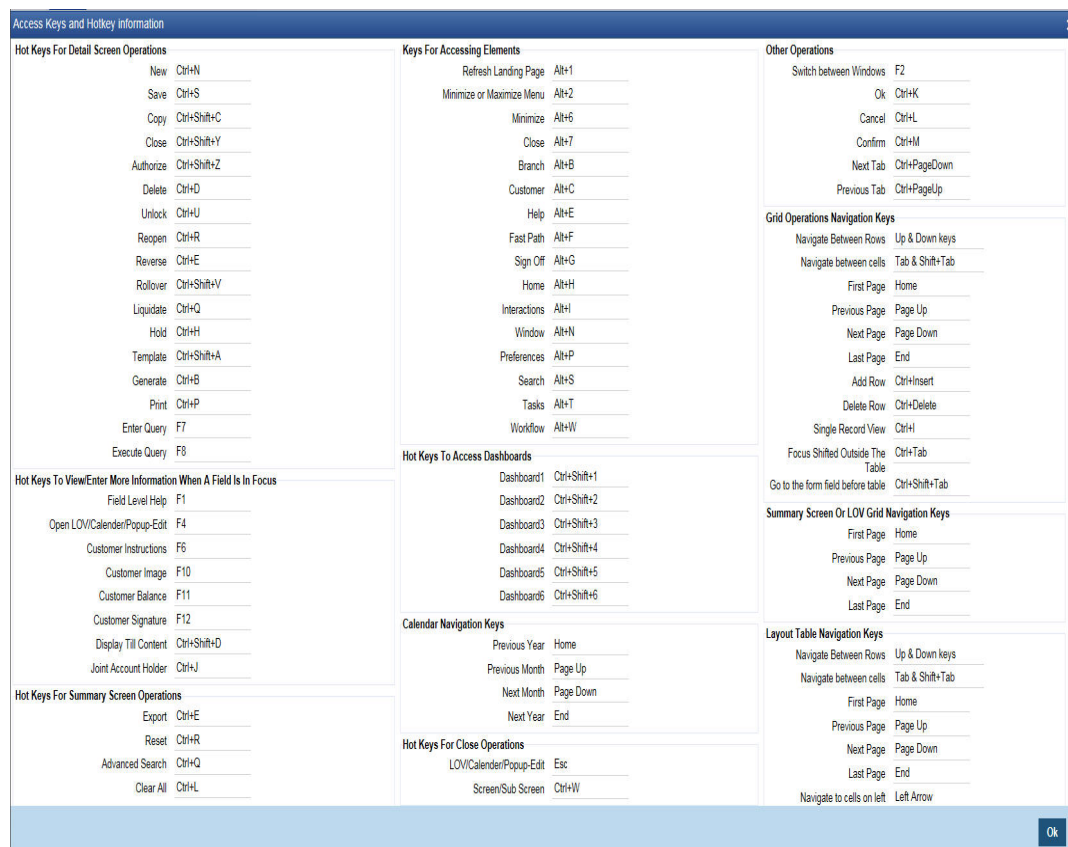 Access Keys and Hotkey information
Hot Keys For Detail Screen Operations
New Ctrl+N
Save Ctrl+S
Copy Ctrl+Shift+C
Close Ctrl+Shift+Y
Authorize Ctrl+Shift+Z
Delete Ctrl+D
Unlock Ctrl+U
Reopen Ctrl+R
Reverse Ctrl+E
Rollover Ctrl+Shift+V
Liquidate Ctrl+Q
Hold Ctrl+H
Template Ctrl+Shift+A
Generate Ctrl+B
Print Ctrl+P
Enter Query F7
Execute Query F8
Hot Keys To View/Enter More Information When A Field Is In Focus
Field Level Help F1
Open LOV/Calender/Popup-Edit F4
Customer Instructions F6
Customer Image F10
Customer Balance F11
Customer Signature F12
Display Till Content Ctrl+Shift+D
Joint Account Holder Ctrl+J
Hot Keys For Summary Screen Operations
Export Ctrl+E
Reset Ctrl+R
Advanced Search Ctrl+Q
Clear All Ctrl+L
Keys For Accessing Elements
Refresh Landing Page Alt+1
Minimize or Maximize Menu Alt+2
Minimize Alt+6
Close Alt+7
Branch Alt+B
Customer Alt+C
Help Alt+E
Fast Path Alt+F
Sign Off Alt+G
Home Alt+H
Interactions Alt+I
Window Alt+N
Preferences Alt+P
Search Alt+S
Tasks Alt+T
Workflow Alt+W
Hot Keys To Access Dashboards
Dashboard1 Ctrl+Shift+1
Dashboard2 Ctrl+Shift+2
Dashboard3 Ctrl+Shift+3
Dashboard4 Ctrl+Shift+4
Dashboard5 Ctrl+Shift+5
Dashboard6 Ctrl+Shift+6
Calendar Navigation Keys
Previous Year Home
Previous Month Page Up
Next Month Page Down
Next Year End
Hot Keys For Close Operations
LOV/Calender/Popup-Edit Esc
Screen/Sub Screen Ctrl+W
Other Operations
Switch between Windows F2
Ok Ctrl+K
Cancel Ctrl+L
Confirm Ctrl+M
Next Tab Ctrl+PageDown
Previous Tab Ctrl+PageUp
Grid Operations Navigation Keys
Navigate Between Rows Up & Down keys
Navigate between cells Tab & Shift+Tab
First Page Home
Previous Page Page Up
Next Page Page Down
Last Page End
Add Row Ctrl+Insert
Delete Row Ctrl+Delete
Single Record View Ctrl+I
Focus Shifted Outside The Ctrl+Tab
Table
Go to the form field before table Ctrl+Shift+Tab
Summary Screen Or LOV Grid Navigation Keys
First Page Home
Previous Page Page Up
Next Page Page Down
Last Page End
Layout Table Navigation Keys
Navigate Between Rows Up & Down keys
Navigate between cells Tab & Shift+Tab
First Page Home
Previous Page Page Up
Next Page Page Down
Last Page End
Navigate to cells on left Left Arrow
Ok